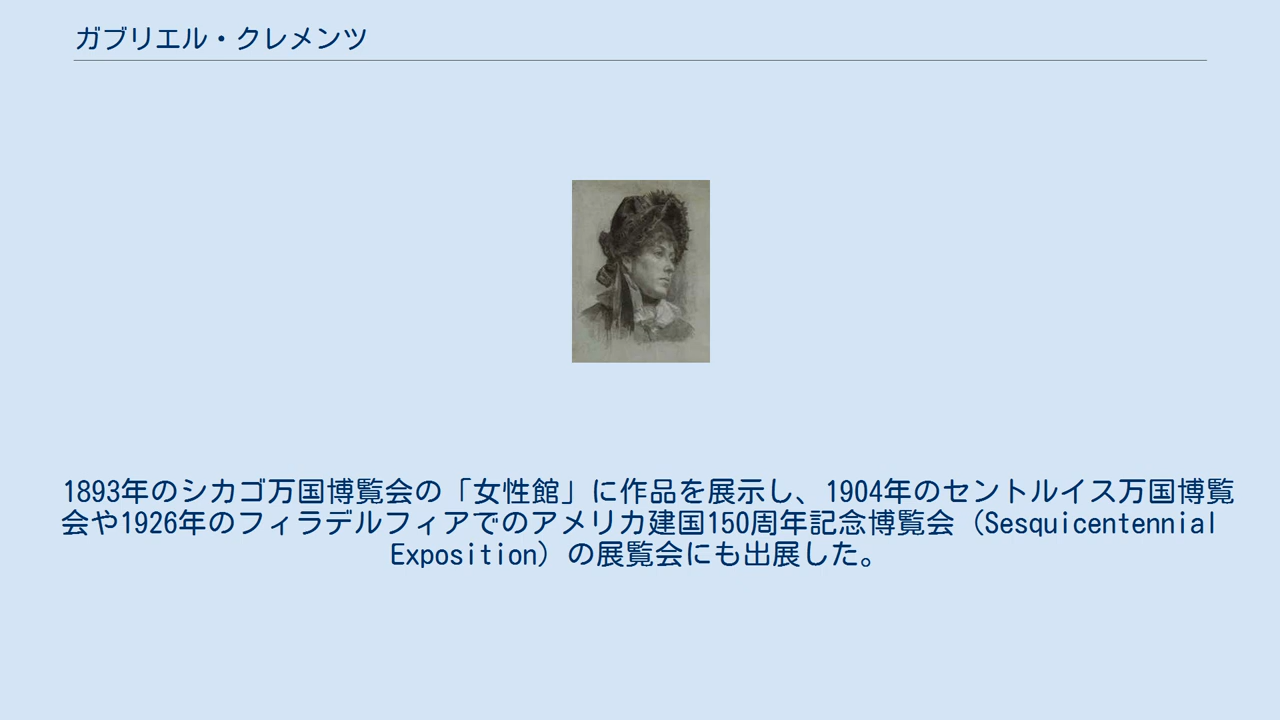 ガブリエル・クレメンツ
1893年のシカゴ万国博覧会の「女性館」に作品を展示し、1904年のセントルイス万国博覧
会や1926年のフィラデルフィアでのアメリカ建国150周年記念博覧会（Sesquicentennial
Exposition）の展覧会にも出展した。